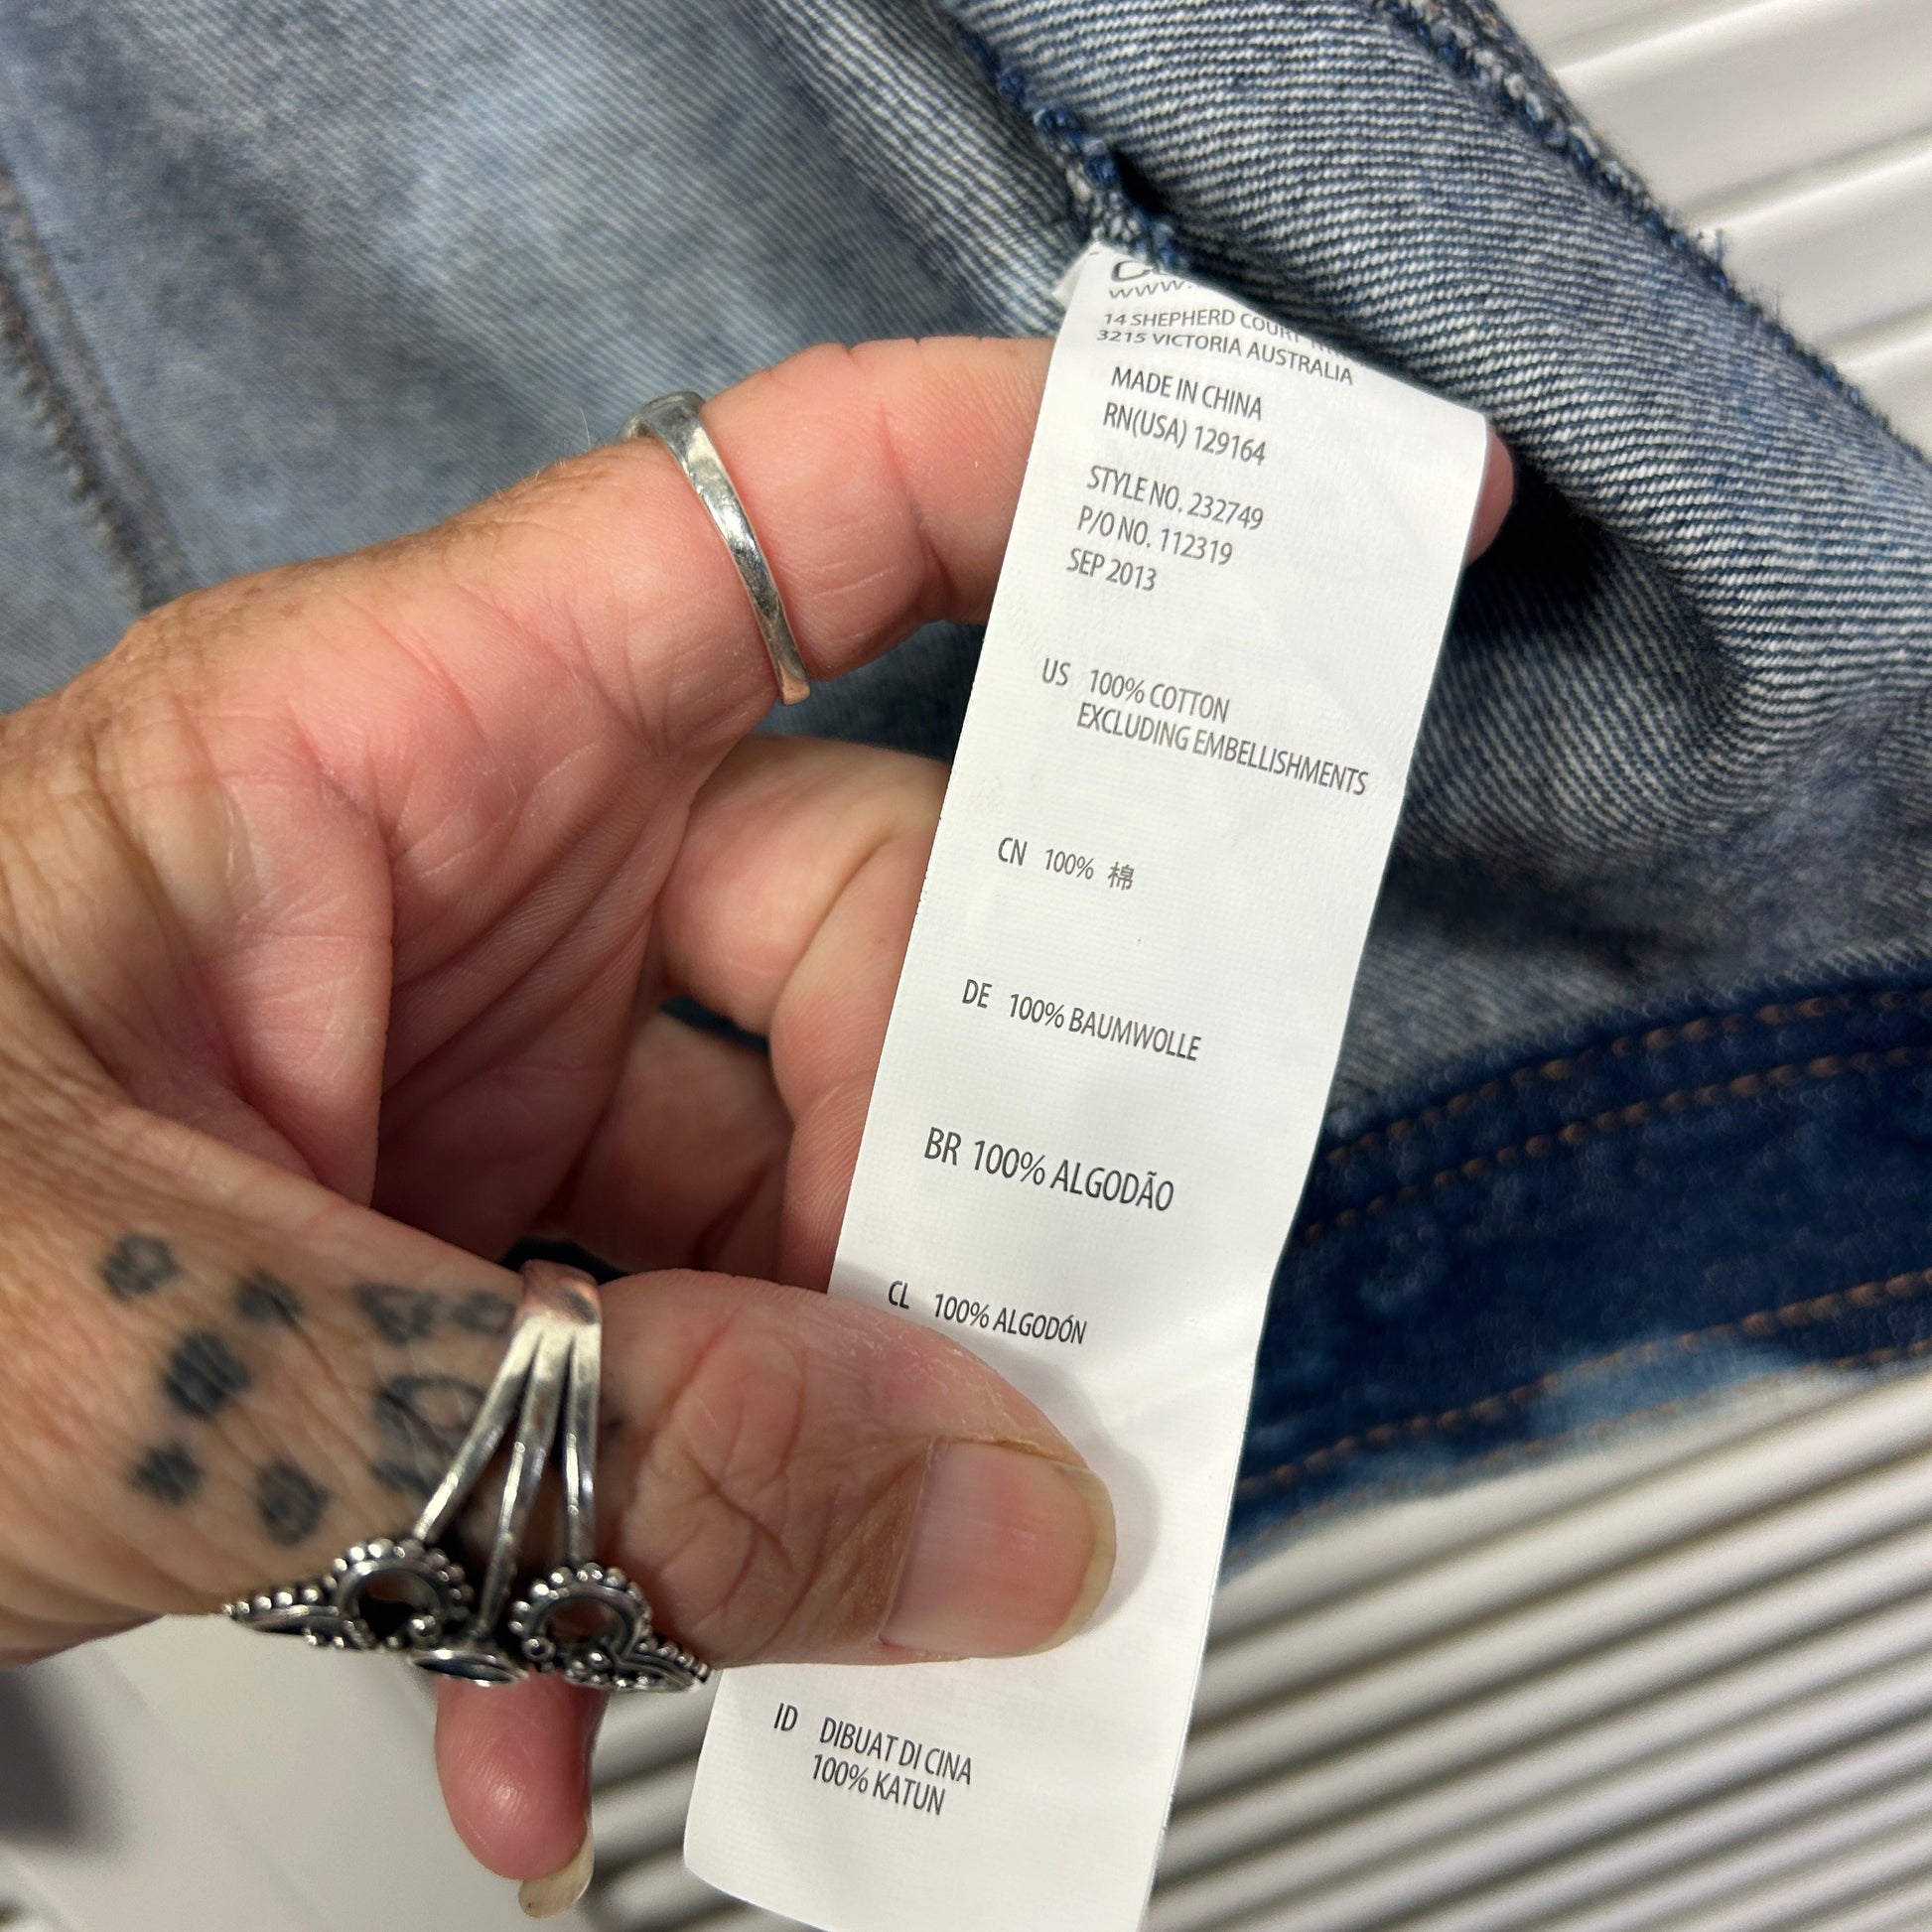 www.
14 SHEPHERD COURT
3215 VICTORIA AUSTRALIA
MADE IN CHINA
RN(USA) 129164
STYLE NO. 232749
P/O NO. 112319
SEP 2013
US 100% COTTON
EXCLUDING EMBELLISHMENTS
CN 100% 棉
DE 100% BAUMWOLLE
BR 100% ALGODÃO
CL 100% ALGODÓN
ID DIBUAT DI CINA
100% KATUN